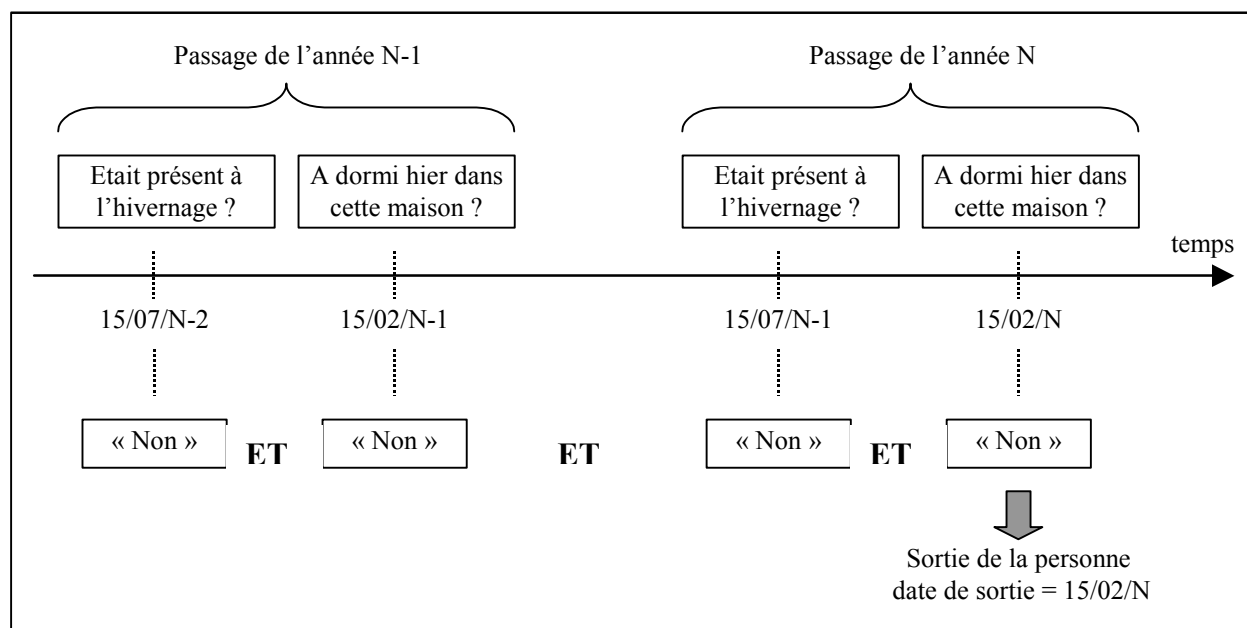 Passage de l’année N-1
Passage de l’année N
Etait présent à
l’hivernage ?
A dormi hier dans
cette maison ?
Etait présent à
l’hivernage ?
A dormi hier dans
cette maison ?
temps
15/07/N-2
15/02/N-1
15/07/N-1
15/02/N
« Non »
ET
« Non »
ET
« Non »
ET
« Non »
Sortie de la personne
date de sortie = 15/02/N